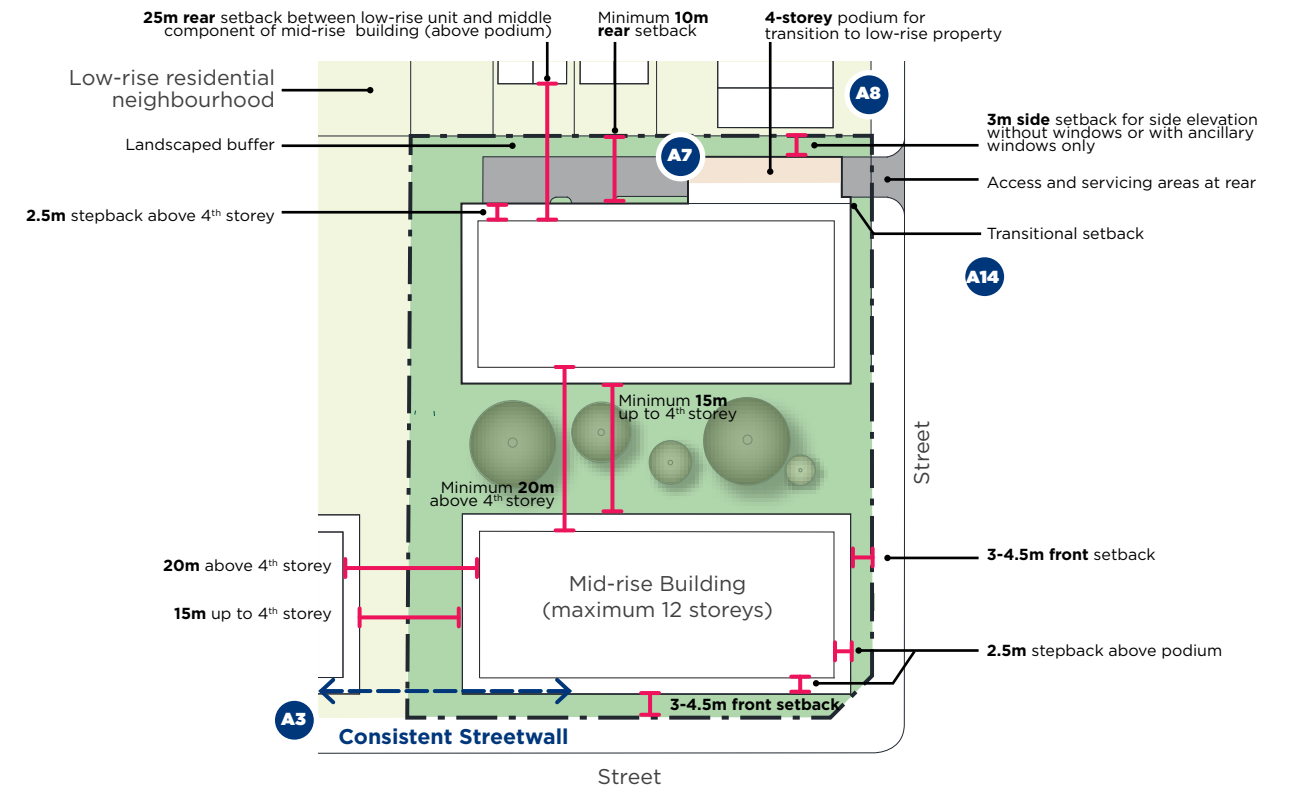 25m rear setback between low-rise unit and middle
component of mid-rise building (above podium)
Minimum 10m
rear setback
4-storey podium for
transition to low-rise property
Low-rise residential
neighbourhood
A8
3m side setback for side elevation
without windows or with ancillary
windows only
Landscaped buffer
A7
Access and servicing areas at rear
2.5m stepback above 4th storey
Transitional setback
A14
Minimum 15m
up to 4th storey
Street
Minimum 20m
above 4th storey
20m above 4th storey
3-4.5m front setback
Mid-rise Building
(maximum 12 storeys)
15m up to 4th storey
2.5m stepback above podium
3-4.5m front setback
A3
Consistent Streetwall
Street